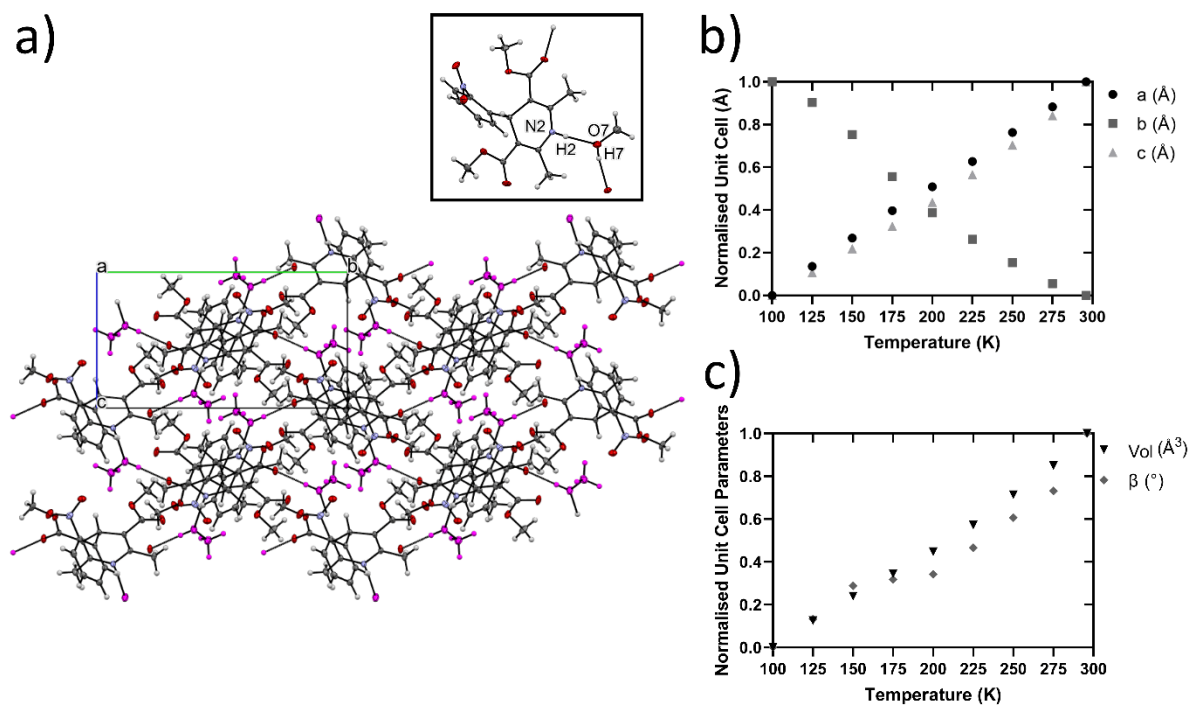 a)
N2
O7
H2
H7
a
b
c
b)
Normalised Unit Cell (Å)
1.0
0.8
0.6
0.4
0.2
0.0
100 125 150 175 200 225 250 275 300
Temperature (K)
a (Å)
b (Å)
c (Å)
c)
Normalised Unit Cell Parameters
1.0
0.8
0.6
0.4
0.2
0.0
100 125 150 175 200 225 250 275 300
Temperature (K)
Vol (Å³)
β (°)